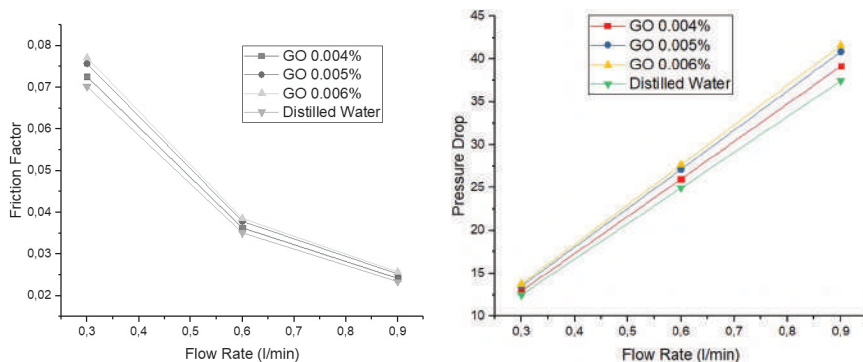 0,08
0,07
0,06
0,05
0,04
0,03
0,02
Friction Factor
GO 0.004%
GO 0.005%
GO 0.006%
Distilled Water
0,3 0,4 0,5 0,6 0,7 0,8 0,9
Flow Rate (l/min)
45
40
35
30
25
20
15
10
Pressure Drop
GO 0.004%
GO 0.005%
GO 0.006%
Distilled Water
0,3 0,4 0,5 0,6 0,7 0,8 0,9
Flow Rate (l/min)